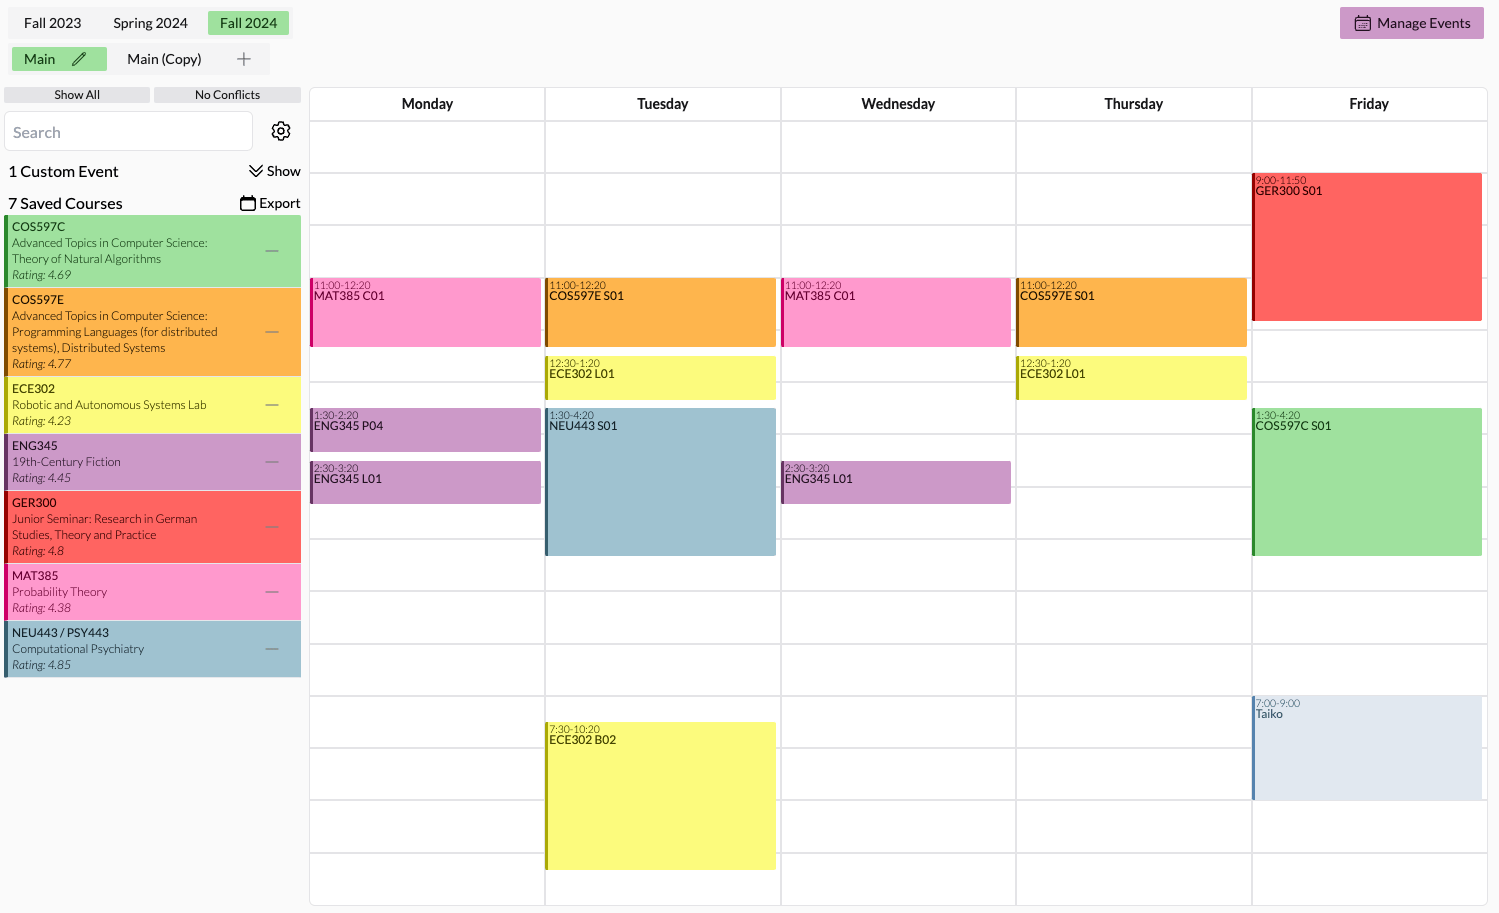 Fall 2023 Spring 2024 Fall 2024
Manage Events
Main Main (Copy)
Show All No Conflicts
Search
1 Custom Event Show
7 Saved Courses Export
COS597C
Advanced Topics in Computer Science:
Theory of Natural Algorithms
Rating: 4.69
COS597E
Advanced Topics in Computer Science:
Programming Languages (for distributed
systems), Distributed Systems
Rating: 4.77
ECE302
Robotic and Autonomous Systems Lab
Rating: 4.23
ENG345
19th-Century Fiction
Rating: 4.45
GER300
Junior Seminar: Research in German
Studies, Theory and Practice
Rating: 4.8
MAT385
Probability Theory
Rating: 4.38
NEU443 / PSY443
Computational Psychiatry
Rating: 4.85
Monday Tuesday Wednesday Thursday Friday
11:00-12:20
MAT385 C01
1:30-2:20
ENG345 P04
2:30-3:20
ENG345 L01
11:00-12:20
COS597E S01
12:30-1:20
ECE302 L01
1:30-4:20
NEU443 S01
7:30-10:20
ECE302 B02
11:00-12:20
MAT385 C01
2:30-3:20
ENG345 L01
11:00-12:20
COS597E S01
12:30-1:20
ECE302 L01
9:00-11:50
GER300 S01
1:30-4:20
COS597C S01
7:00-9:00
Taiko